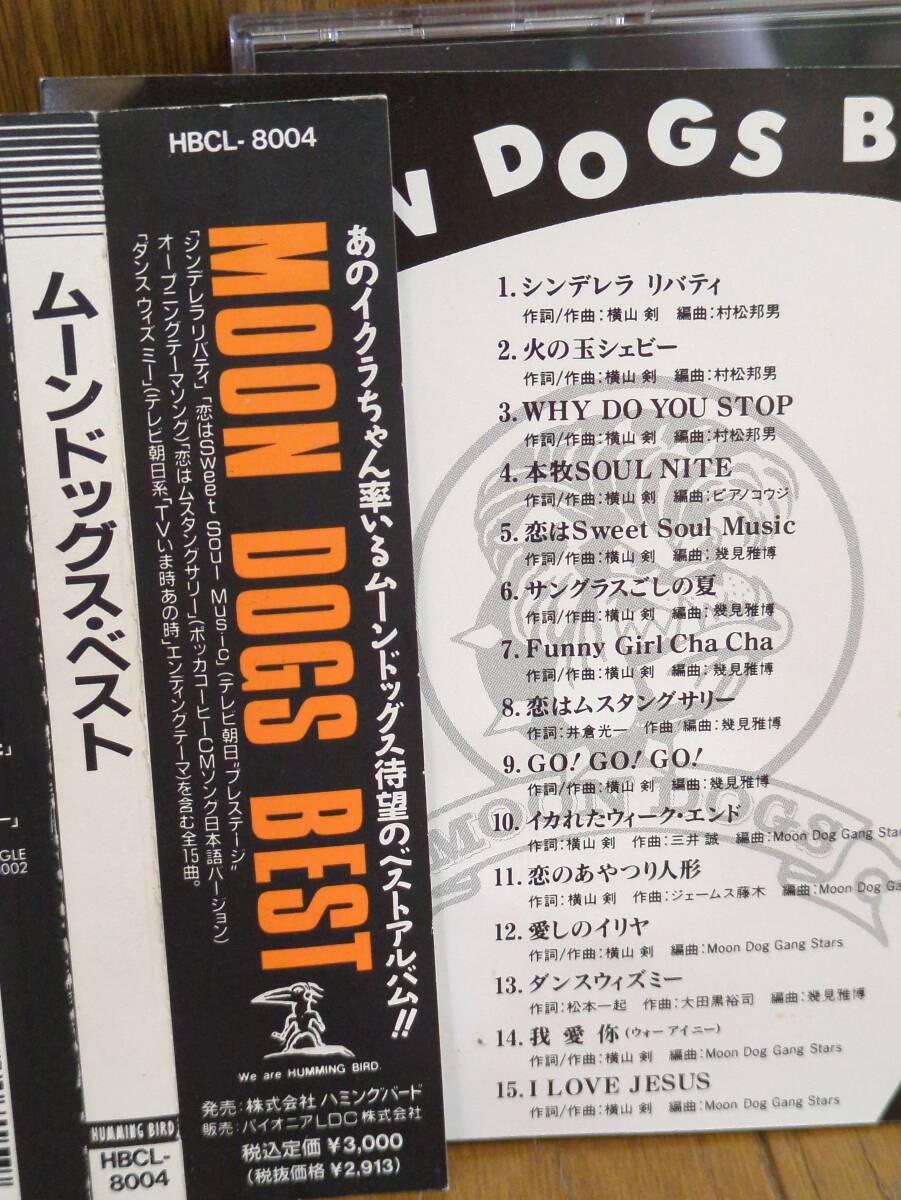 HBCL-8004
あのイクラちゃん率いるムーンドッグス待望のベストアルバム!!
MOON DOGS BEST
「シンデレラ リバティ」「恋はSweet Soul Music」(テレビ朝日"プレステージ"
オープニングテーマソング)「恋はムスタングサリー」(ポッカコーヒーCMソング日本語バージョン)
「ダンス ウィズ ミー」(テレビ朝日系「TVいま時あの時」エンディングテーマ)を含む全15曲。
We are HUMMING BIRD.
発売:株式会社 ハミングバード
販売:パイオニアLDC株式会社
税込定価 ¥3,000
(税抜価格 ¥2,913)
ムーンドッグス・ベスト
HUMMING BIRD
HBCL-
8004
GLE
002
N DOGS B
1.シンデレラ リバティ
作詞/作曲:横山 剣 編曲:村松邦男
2.火の玉シェビー
作詞/作曲:横山 剣 編曲:村松邦男
3.WHY DO YOU STOP
作詞/作曲:横山 剣 編曲:村松邦男
4.本牧SOUL NITE
作詞/作曲:横山 剣 編曲:ピアノコウジ
5.恋はSweet Soul Music
作詞/作曲:横山 剣 編曲:幾見雅博
6.サングラスごしの夏
作詞/作曲:横山 剣 編曲:幾見雅博
7.Funny Girl Cha Cha
作詞/作曲:横山 剣 編曲:幾見雅博
8.恋はムスタングサリー
作詞:井倉光一 作曲 編曲:幾見雅博
9.GO! GO! GO!
作詞/作曲:横山 剣 編曲:幾見雅博
10.イカれたウィーク・エンド
作詞:横山 剣 作曲:三井 誠 編曲:Moon Dog Gang Stars
11.恋のあやつり人形
作詞:横山 剣 作曲:ジェームス藤木 編曲:Moon Dog Ga
12.愛しのイリヤ
作詞/作曲:横山 剣 編曲:Moon Dog Gang Stars
13.ダンスウィズミー
作詞:松本一起 作曲:大田黒裕司 編曲:幾見雅博
14.我 愛 你(ウォー アイニー)
作詞/作曲:横山 剣 編曲:Moon Dog Gang Stars
15.I LOVE JESUS
作詞/作曲:横山 剣 編曲:Moon Dog Gang Stars
MOON DOGS